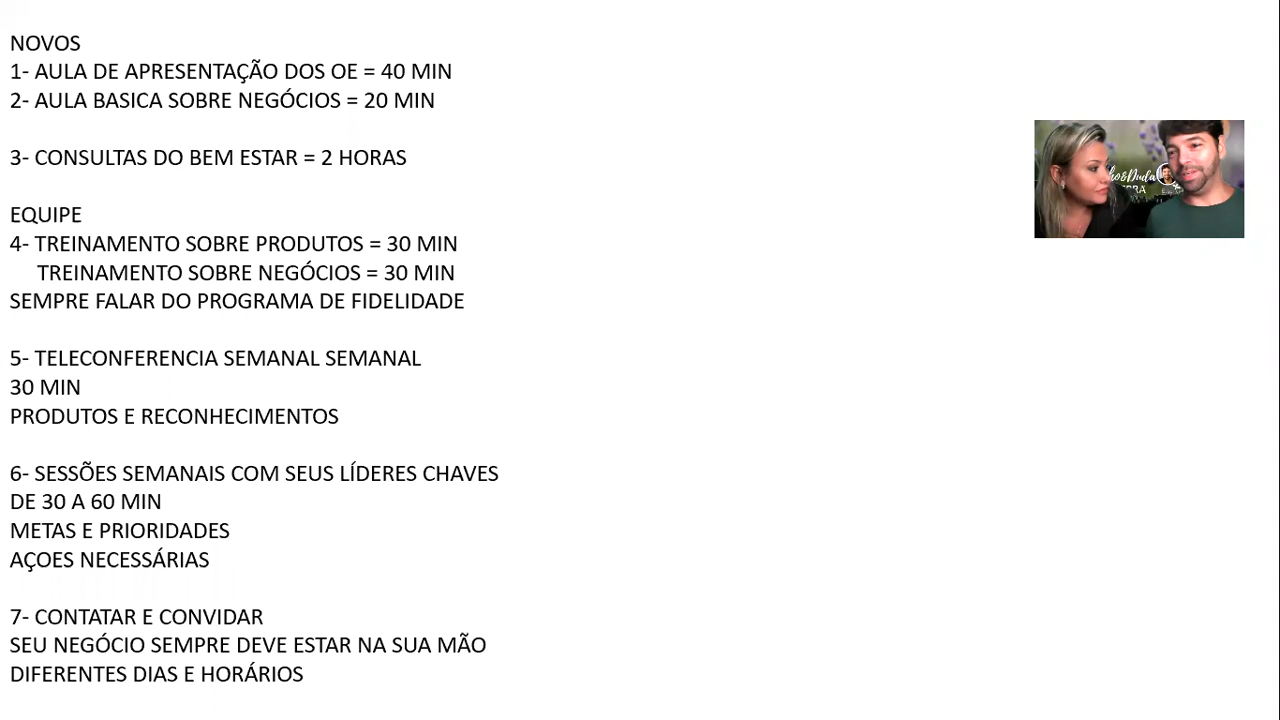 NOVOS
1- AULA DE APRESENTAÇÃO DOS OE = 40 MIN
2- AULA BASICA SOBRE NEGÓCIOS = 20 MIN
3- CONSULTAS DO BEM ESTAR = 2 HORAS
EQUIPE
4- TREINAMENTO SOBRE PRODUTOS = 30 MIN
TREINAMENTO SOBRE NEGÓCIOS = 30 MIN
SEMPRE FALAR DO PROGRAMA DE FIDELIDADE
5- TELECONFERENCIA SEMANAL SEMANAL
30 MIN
PRODUTOS E RECONHECIMENTOS
6- SESSÕES SEMANAIS COM SEUS LÍDERES CHAVES
DE 30 A 60 MIN
METAS E PRIORIDADES
AÇOES NECESSÁRIAS
7- CONTATAR E CONVIDAR
SEU NEGÓCIO SEMPRE DEVE ESTAR NA SUA MÃO
DIFERENTES DIAS E HORÁRIOS